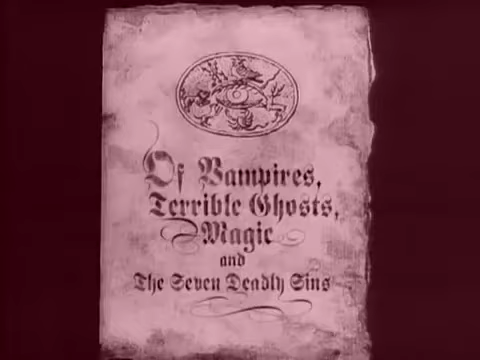 Of Vampires,
Terrible Ghosts,
Magic
and
The Seven Deadly Sins